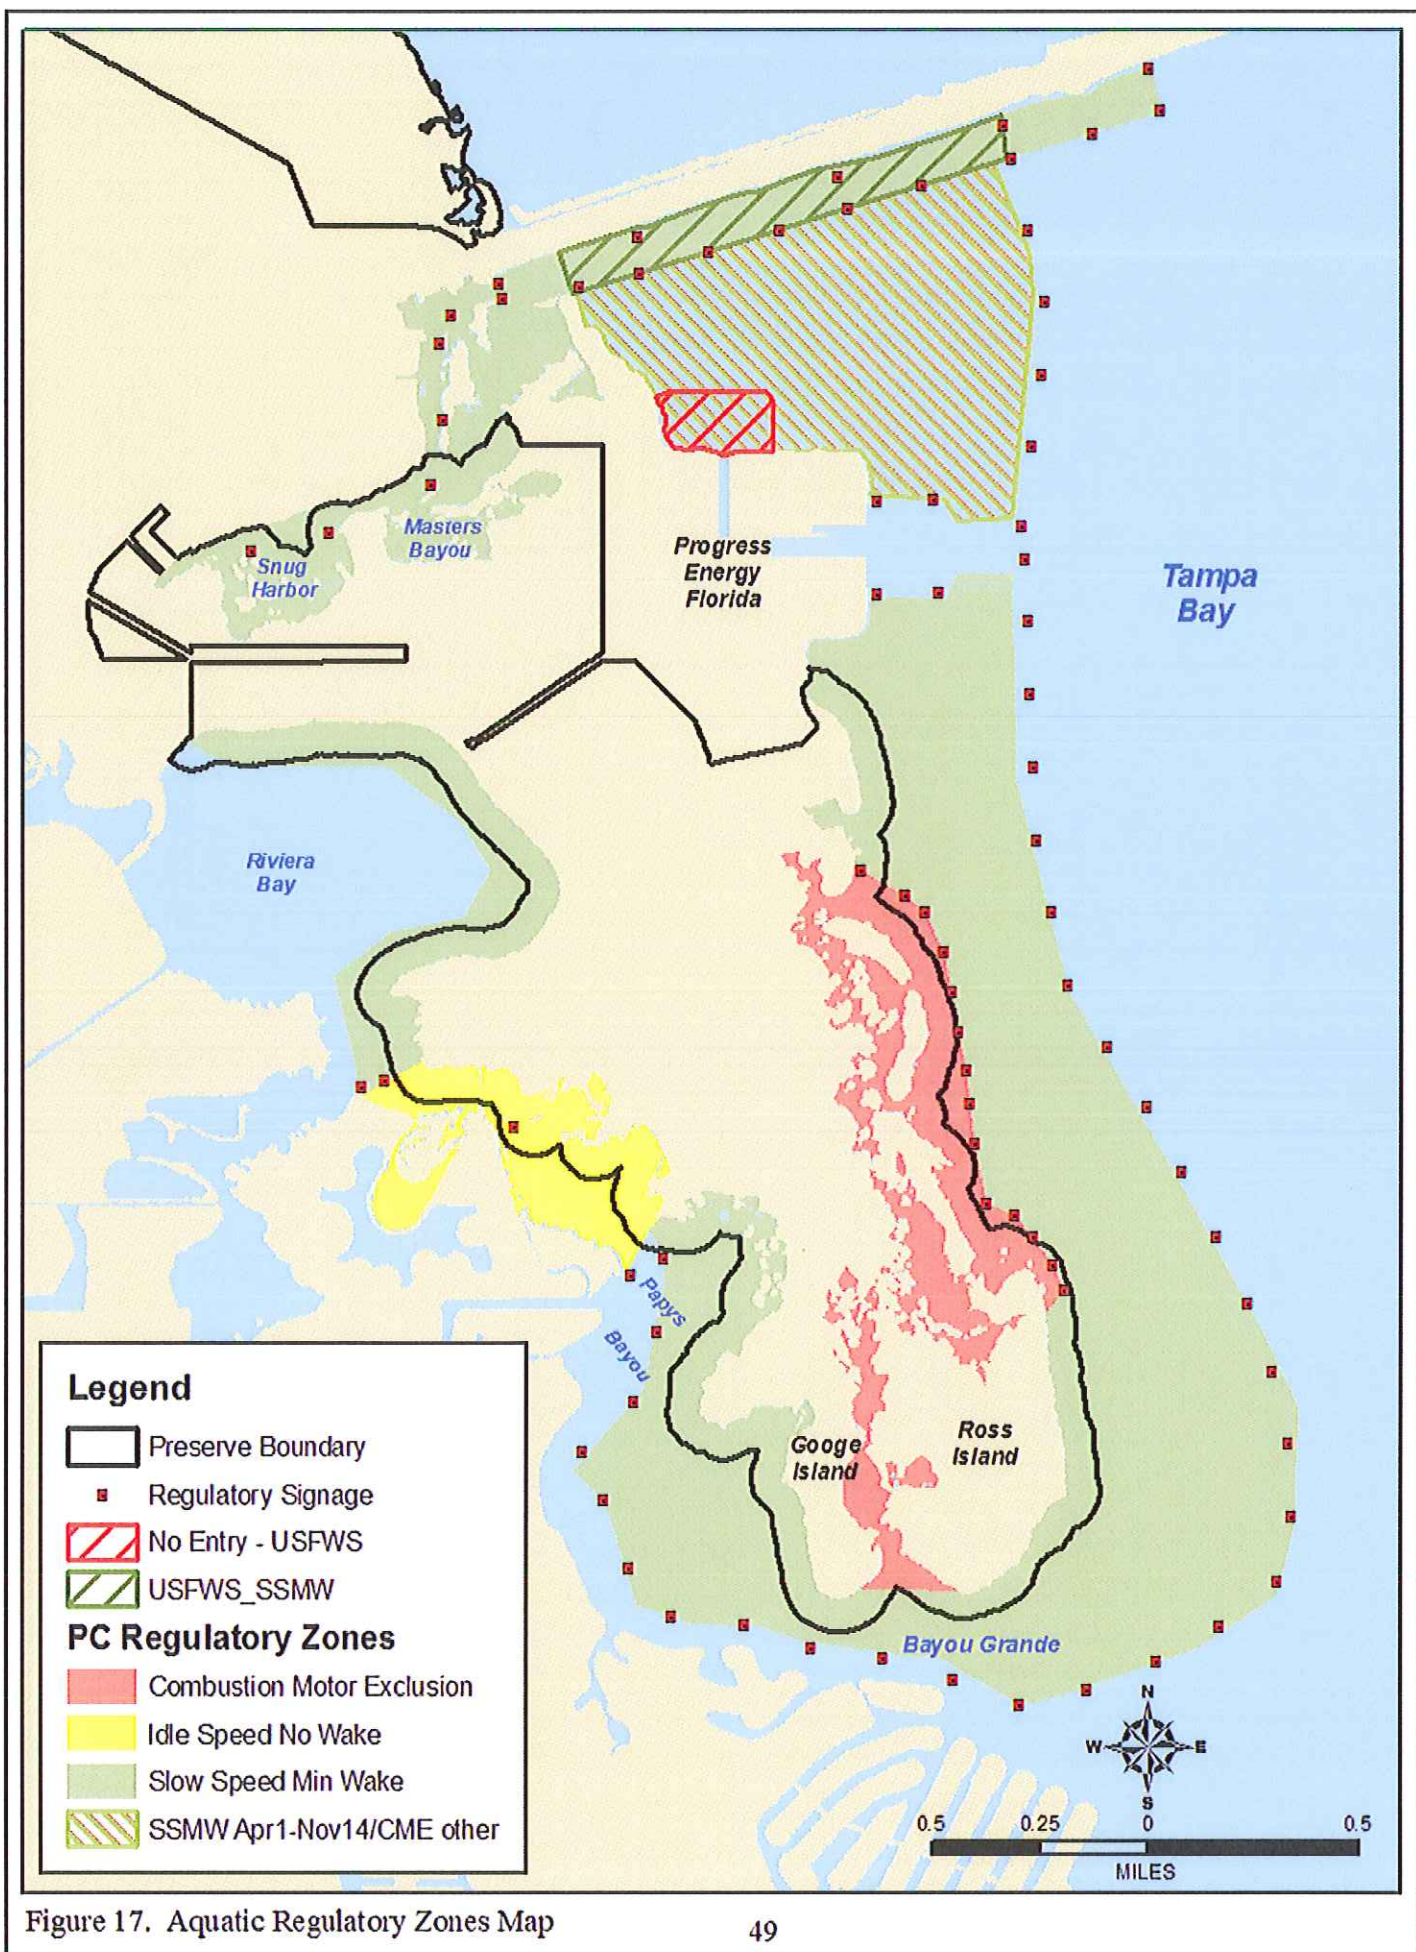 Snug
Harbor
Masters
Bayou
Progress
Energy
Florida
Tampa
Bay
Riviera
Bay
Papys
Bayou
Googe
Island
Ross
Island
Bayou Grande
Legend
Preserve Boundary
Regulatory Signage
No Entry - USFWS
USFWS_SSMW
PC Regulatory Zones
Combustion Motor Exclusion
Idle Speed No Wake
Slow Speed Min Wake
SSMW Apr1-Nov14/CME other
N
W E
S
0.5 0.25 0 0.5
MILES
Figure 17. Aquatic Regulatory Zones Map
49